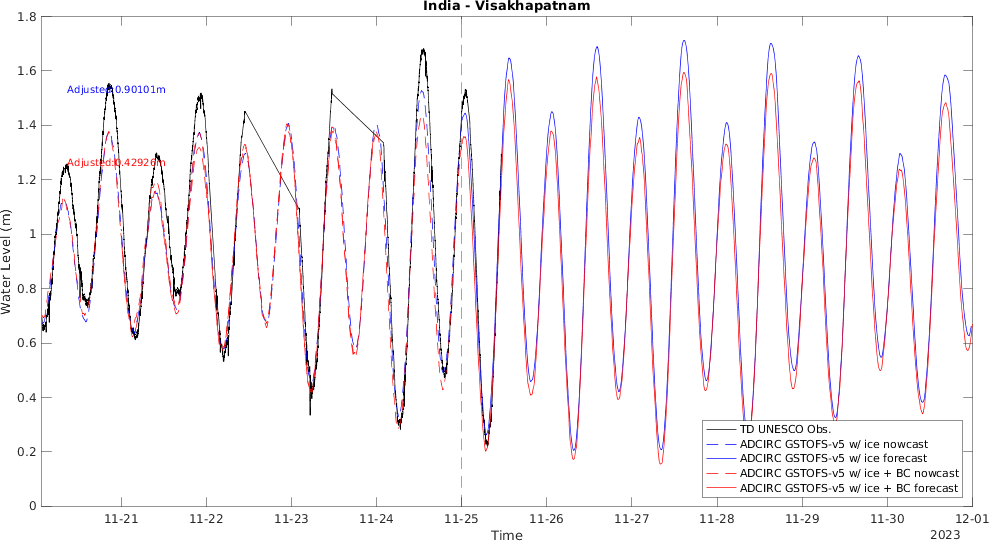 India - Visakhapatnam
Water Level (m)
1.8
1.6
1.4
1.2
1
0.8
0.6
0.4
0.2
0
Adjusted:0.90101m
Adjusted:0.42926m
TD UNESCO Obs.
ADCIRC GSTOFS-v5 w/ ice nowcast
ADCIRC GSTOFS-v5 w/ ice forecast
ADCIRC GSTOFS-v5 w/ ice + BC nowcast
ADCIRC GSTOFS-v5 w/ ice + BC forecast
11-21 11-22 11-23 11-24 11-25 11-26 11-27 11-28 11-29 11-30 12-01
Time
2023